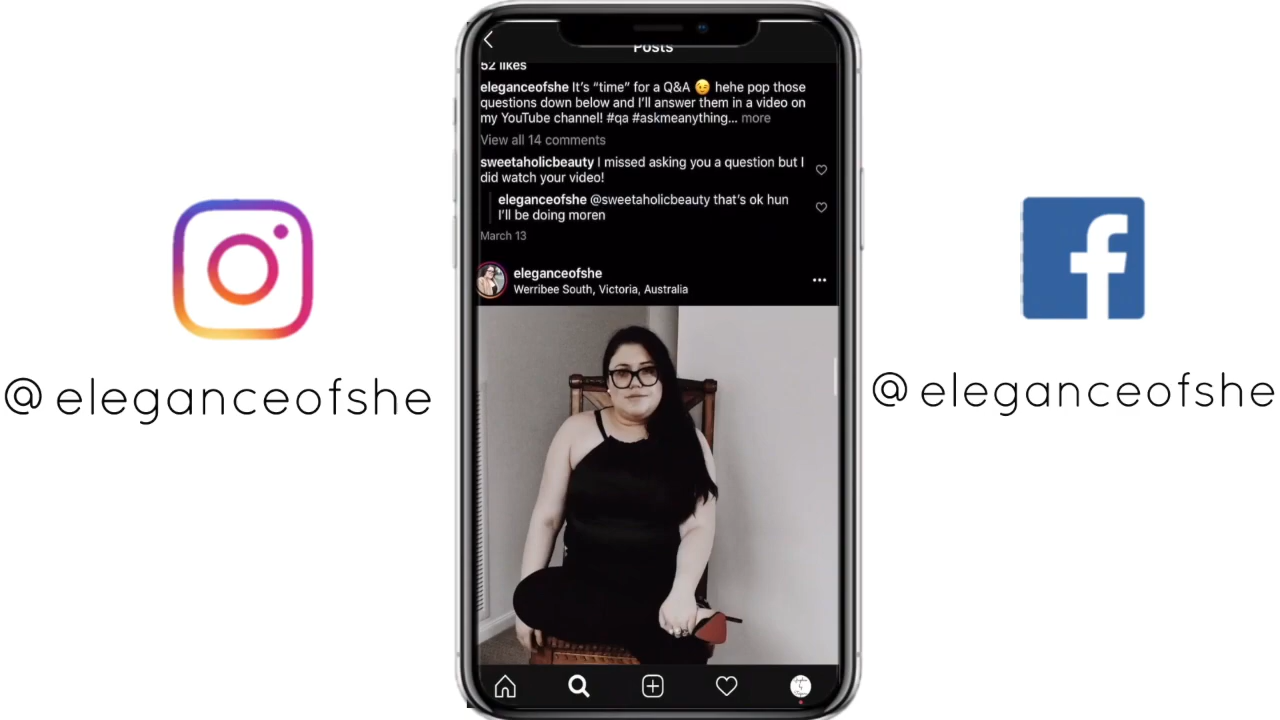 Posts
52 likes
eleganceofshe It's “time” for a Q&A 😉 hehe pop those
questions down below and I'll answer them in a video on
my YouTube channel! #qa #askmeanything... more
View all 14 comments
sweetaholicbeauty I missed asking you a question but I
did watch your video!
eleganceofshe @sweetaholicbeauty that's ok hun
I'll be doing moren
March 13
eleganceofshe
Werribee South, Victoria, Australia
@eleganceofshe
@eleganceofshe